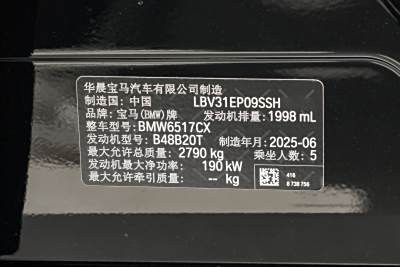 华晨宝马汽车有限公司制造
制造国：中国 LBV31EP09SSH
品牌：宝马(BMW)牌 发动机排量：1998 mL
整车型号：BMW6517CX
发动机型号：B48B20T 制造年月：2025-06
最大允许总质量：2790 kg 乘坐人数：5
发动机最大净功率：190 kW
最大允许牵引质量：-- kg
416
8 738 756